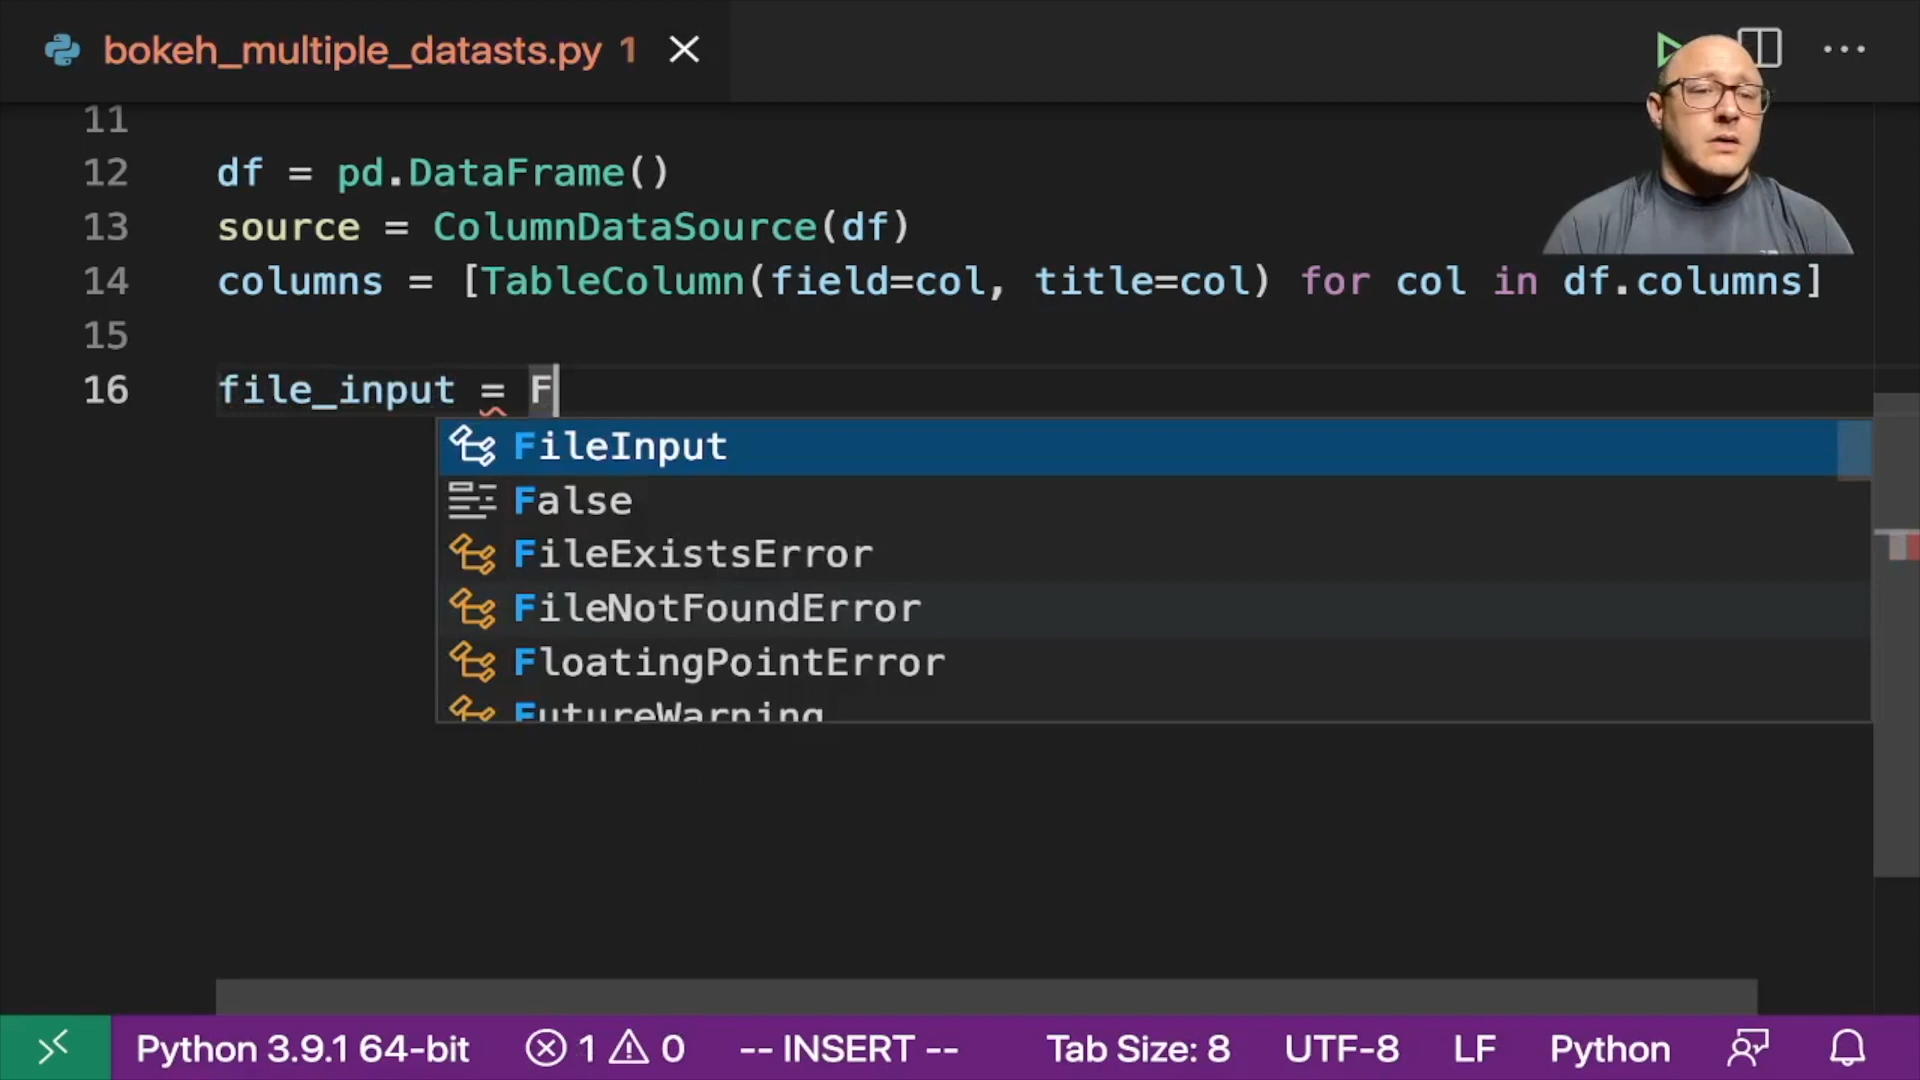 bokeh_multiple_datasts.py 1
11
12 df = pd.DataFrame()
13 source = ColumnDataSource(df)
14 columns = [TableColumn(field=col, title=col) for col in df.columns]
15
16 file_input = F
FileInput
False
FileExistsError
FileNotFoundError
FloatingPointError
FutureWarning
Python 3.9.1 64-bit 1 0 -- INSERT -- Tab Size: 8 UTF-8 LF Python